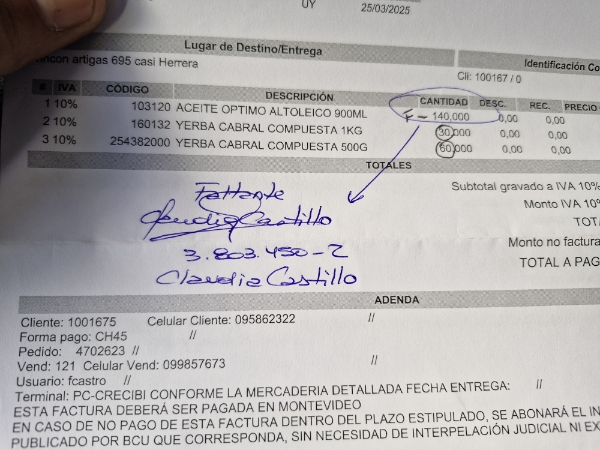 UY 25/03/2025
Lugar de Destino/Entrega
Identificación Co
rincon artigas 695 casi Herrera
Cli: 100167 / 0
# IVA CÓDIGO DESCRIPCIÓN CANTIDAD DESC. REC. PRECIO
1 10% 103120 ACEITE OPTIMO ALTOLEICO 900ML F- 140,000 0,00 0,00
2 10% 160132 YERBA CABRAL COMPUESTA 1KG 30,000 0,00 0,00
3 10% 254382000 YERBA CABRAL COMPUESTA 500G 60,000 0,00 0,00
TOTALES
Subtotal gravado a IVA 10%
Monto IVA 10%
TOT
Monto no factura
TOTAL A PAG
Faltante
Claudia Castillo
3.803.450-2
Claudia Castillo
ADENDA
Cliente: 1001675 Celular Cliente: 095862322 //
Forma pago: CH45 //
Pedido: 4702623 //
Vend: 121 Celular Vend: 099857673 //
Usuario: fcastro //
Terminal: PC-CRECIBI CONFORME LA MERCADERIA DETALLADA FECHA ENTREGA: //
ESTA FACTURA DEBERÁ SER PAGADA EN MONTEVIDEO
EN CASO DE NO PAGO DE ESTA FACTURA DENTRO DEL PLAZO ESTIPULADO, SE ABONARÁ EL IN
PUBLICADO POR BCU QUE CORRESPONDA, SIN NECESIDAD DE INTERPELACIÓN JUDICIAL NI EX